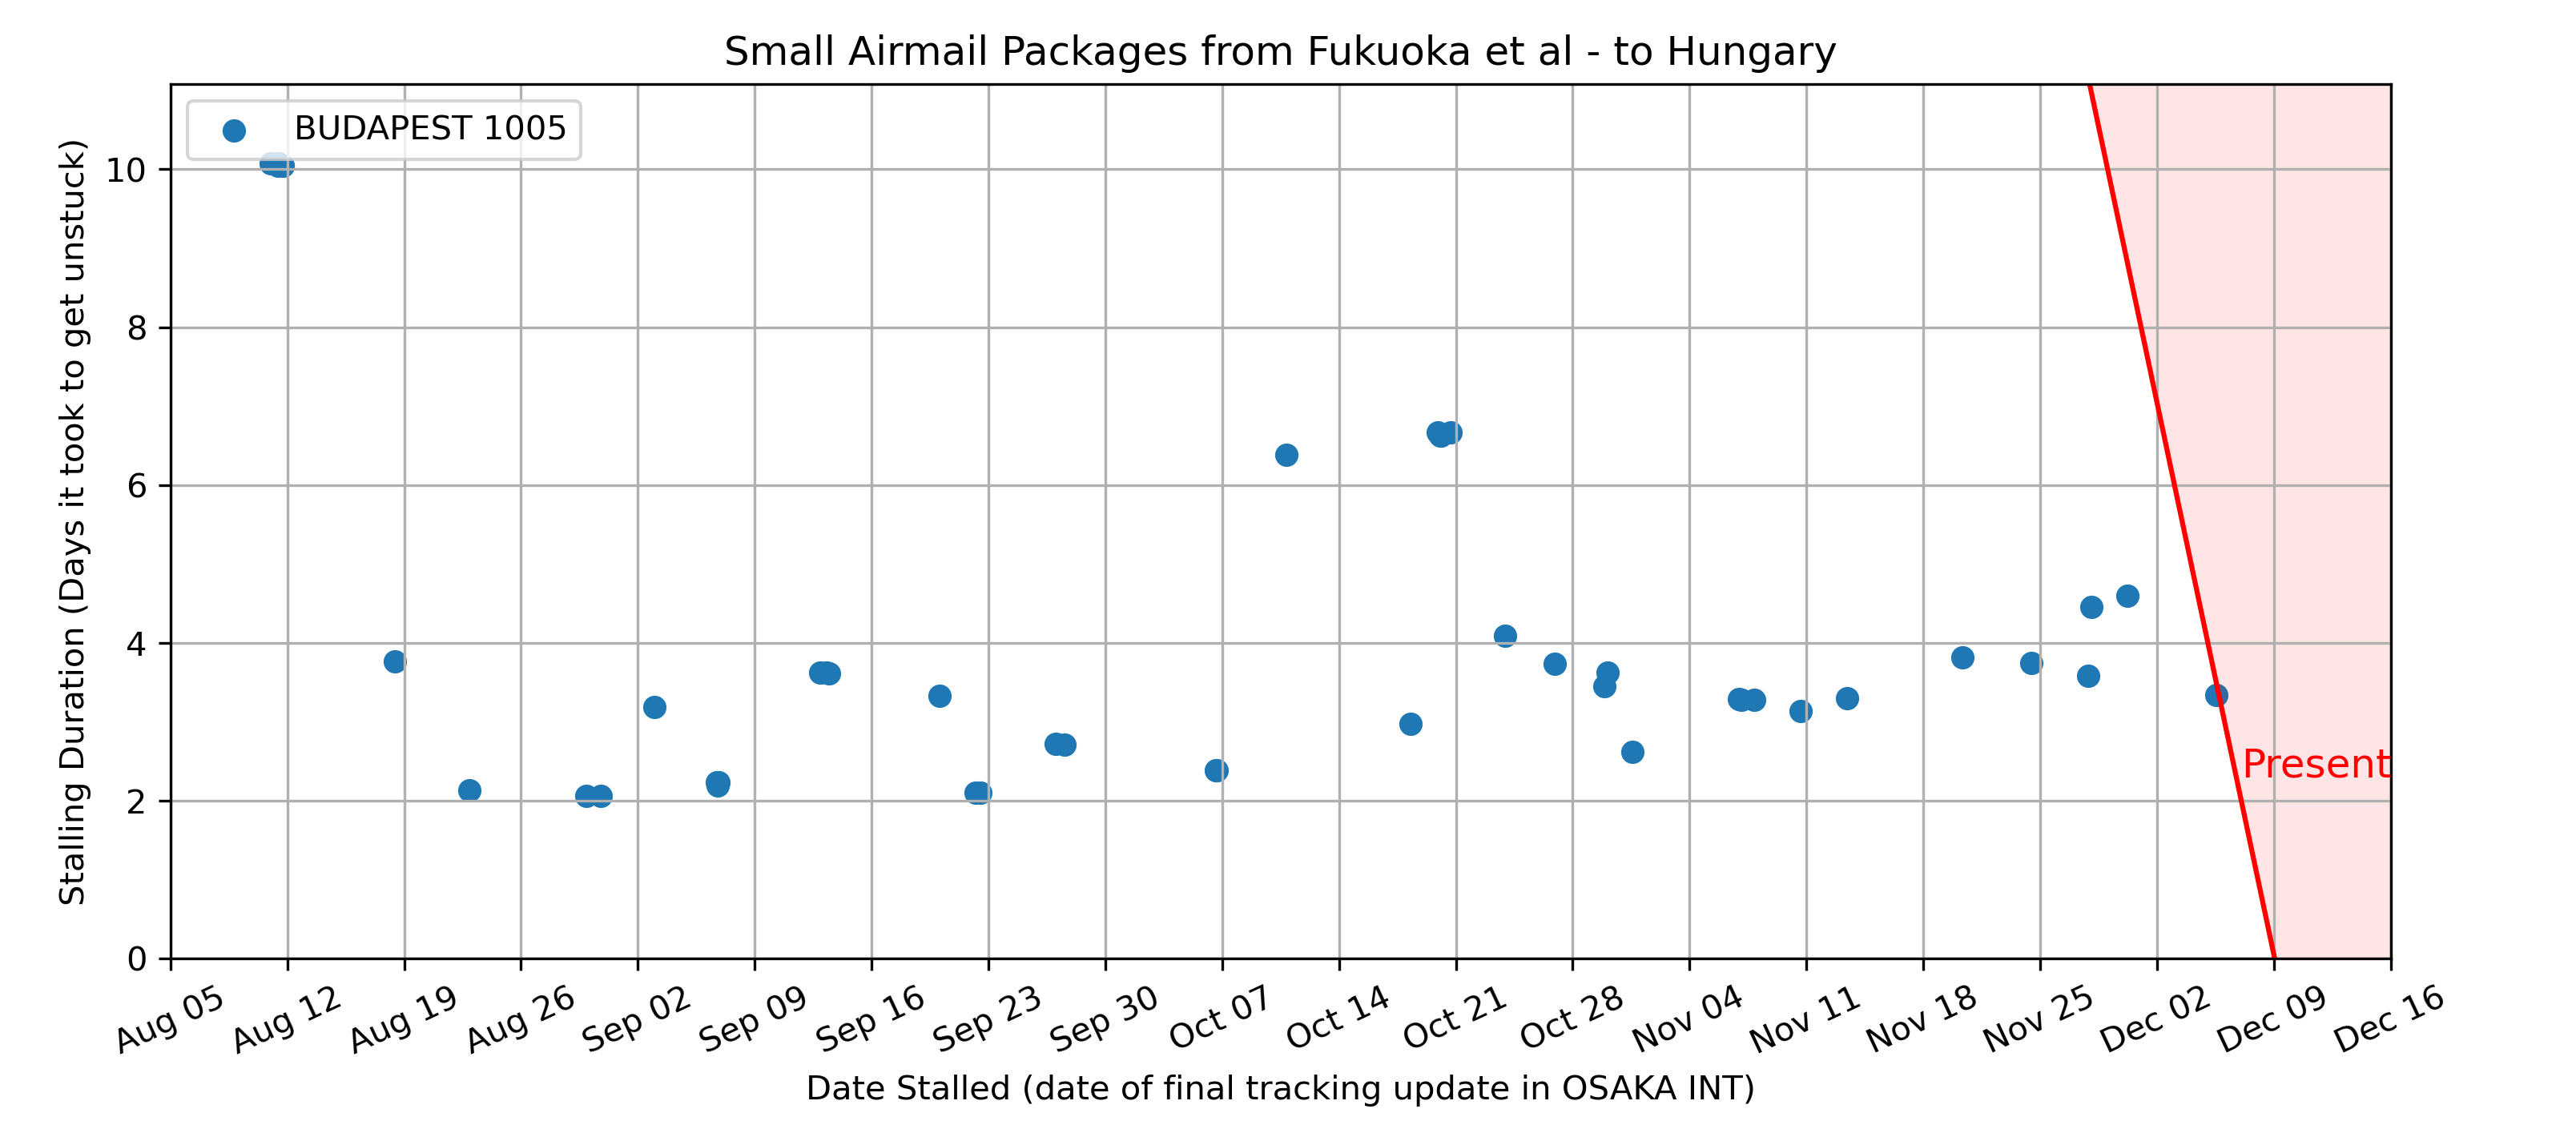 Small Airmail Packages from Fukuoka et al - to Hungary
BUDAPEST 1005
Stalling Duration (Days it took to get unstuck)
10
8
6
4
2
0
Present
Aug 05
Aug 12
Aug 19
Aug 26
Sep 02
Sep 09
Sep 16
Sep 23
Sep 30
Oct 07
Oct 14
Oct 21
Oct 28
Nov 04
Nov 11
Nov 18
Nov 25
Dec 02
Dec 09
Dec 16
Date Stalled (date of final tracking update in OSAKA INT)